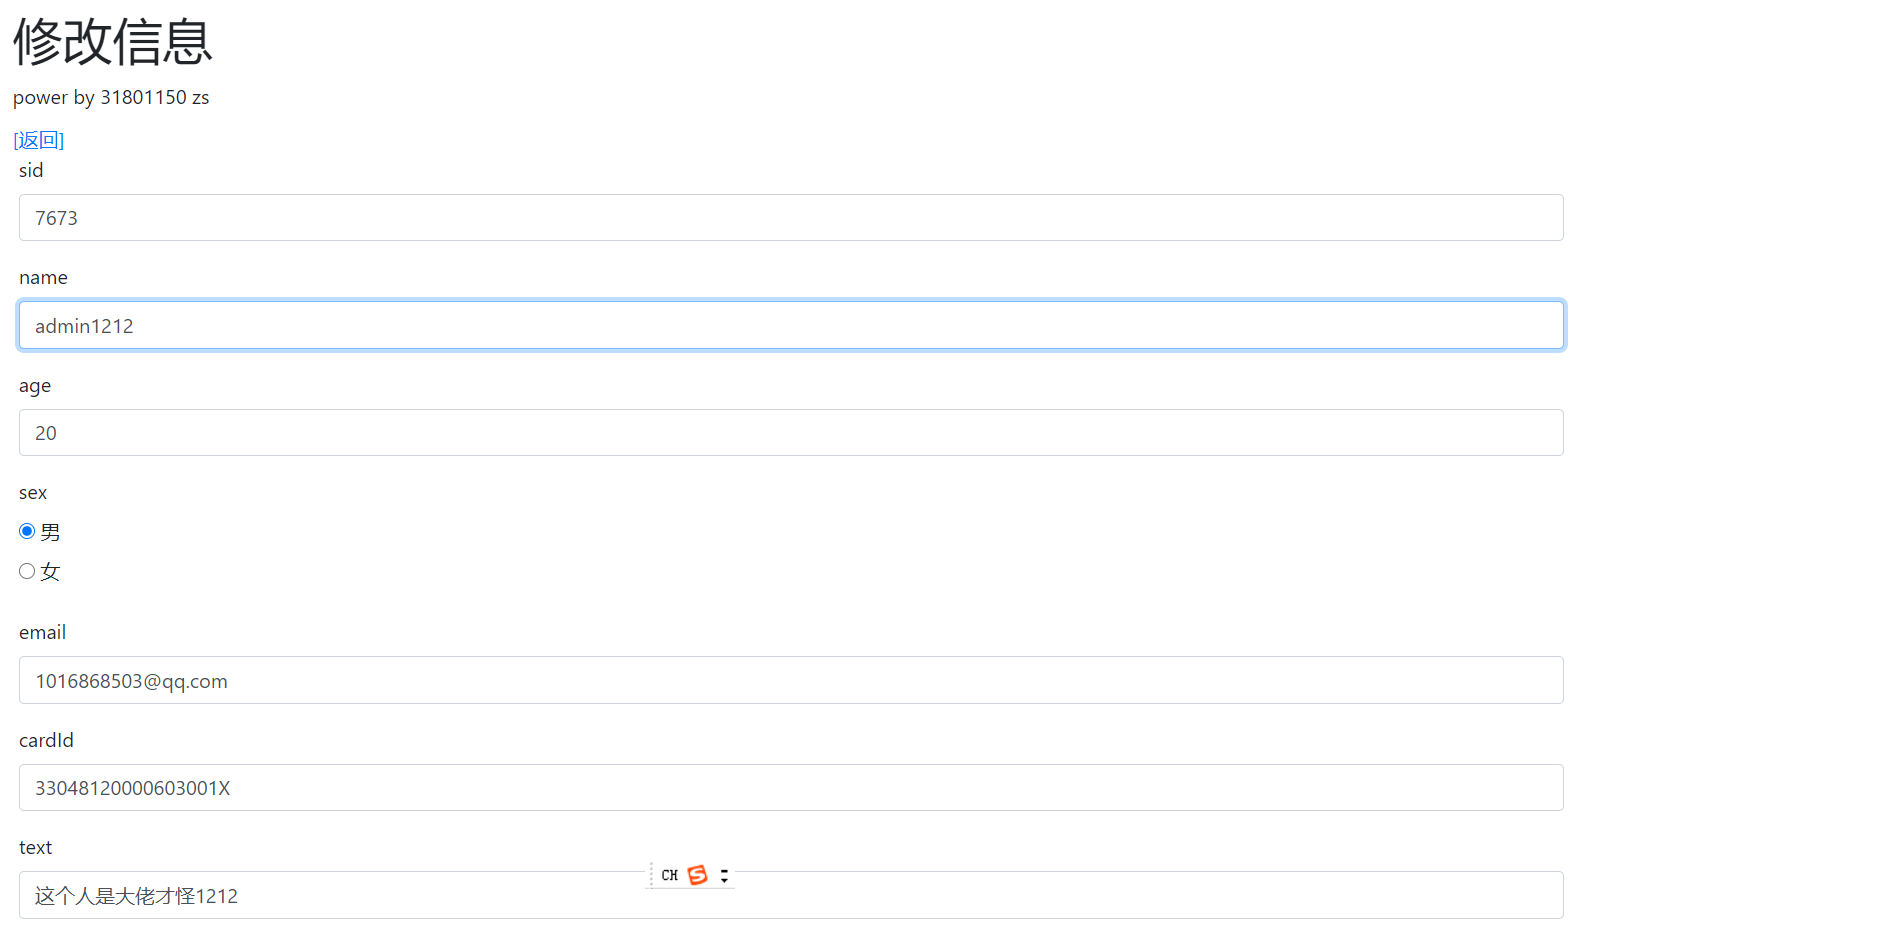 修改信息
power by 31801150 zs
[返回]
sid
7673
name
admin1212
age
20
sex
男
女
email
1016868503@qq.com
cardId
33048120000603001X
text
CH S
这个人是大佬才怪1212